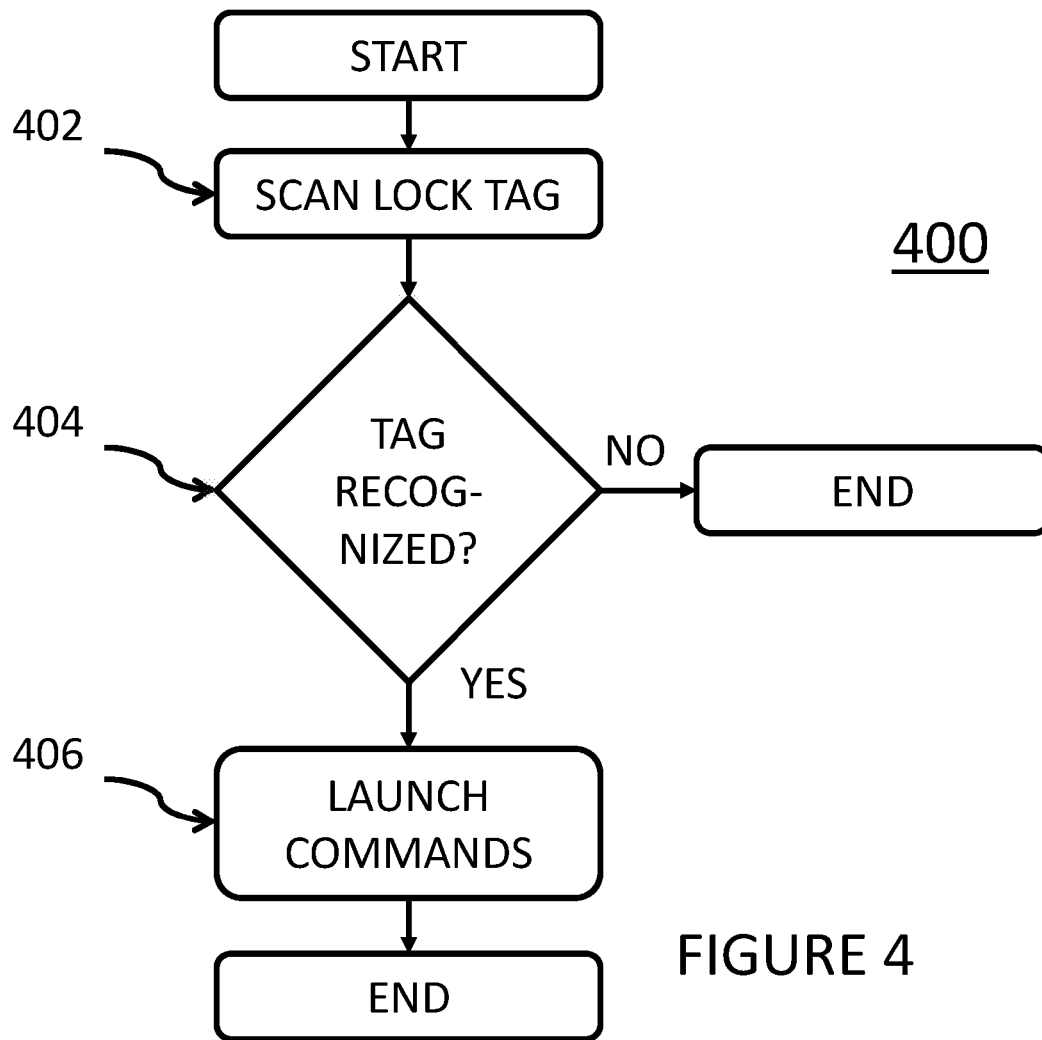 START
402
SCAN LOCK TAG
400
404
TAG
RECOG-
NIZED?
NO
END
YES
406
LAUNCH
COMMANDS
END
FIGURE 4